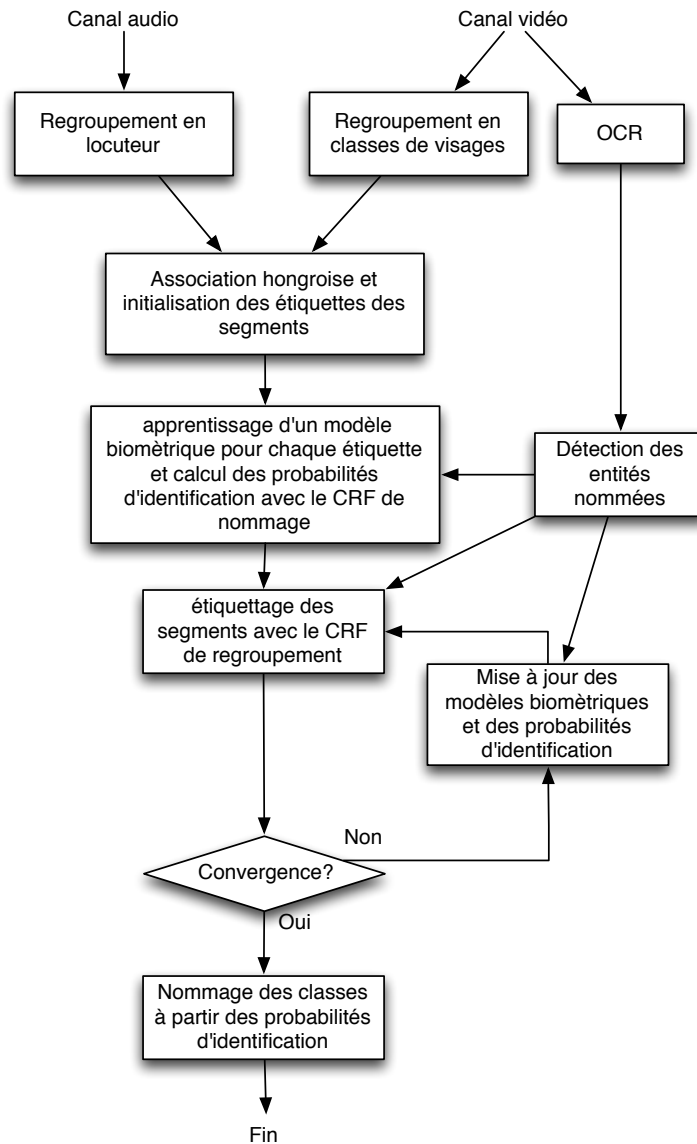 Canal audio
Canal vidéo
Regroupement en
locuteur
Regroupement en
classes de visages
OCR
Association hongroise et
initialisation des étiquettes des
segments
apprentissage d'un modèle
biomètrique pour chaque étiquette
et calcul des probabilités
d'identification avec le CRF de
nommage
Détection des
entités
nommées
étiquettage des
segments avec le CRF
de regroupement
Mise à jour des
modèles biomètriques
et des probabilités
d'identification
Non
Convergence?
Oui
Nommage des classes
à partir des probabilités
d'identification
Fin